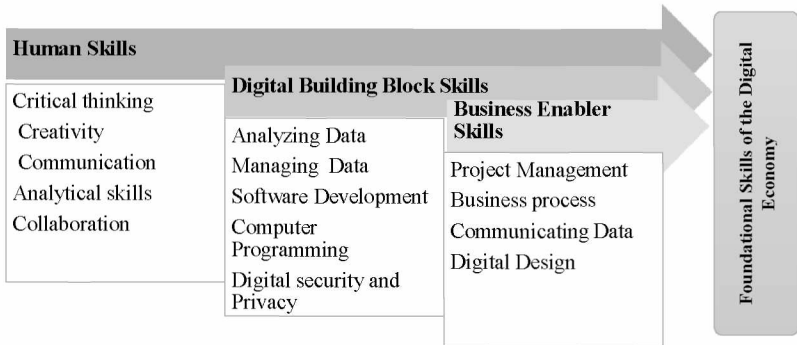 Human Skills
Critical thinking
Creativity
Communication
Analytical skills
Collaboration
Digital Building Block Skills
Analyzing Data
Managing Data
Software Development
Computer
Programming
Digital security and
Privacy
Business Enabler
Skills
Project Management
Business process
Communicating Data
Digital Design
Foundational Skills of the Digital
Economy